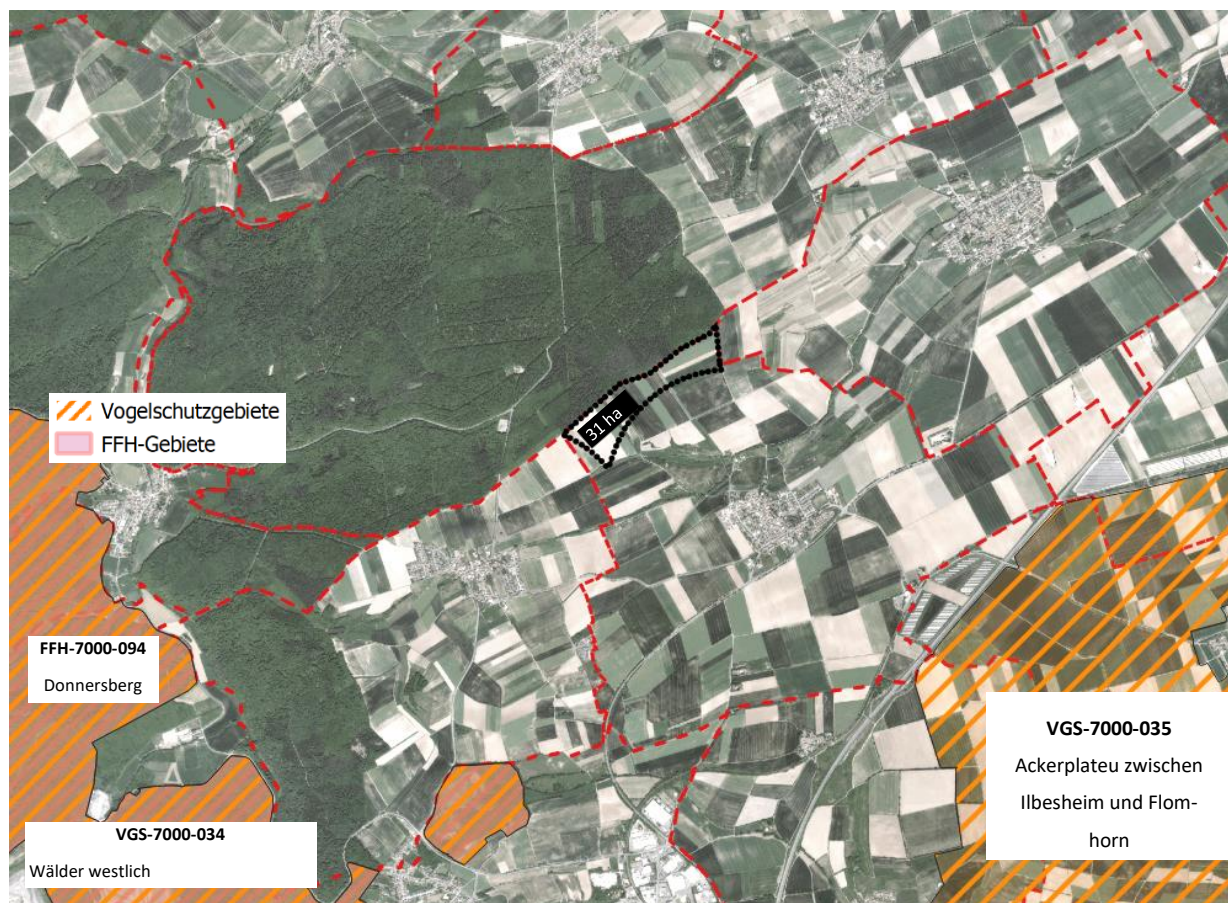 31 ha
Vogelschutzgebiete
FFH-Gebiete
FFH-7000-094
Donnersberg
VGS-7000-034
Wälder westlich
VGS-7000-035
Ackerplateu zwischen
Ilbesheim und Flom-
horn